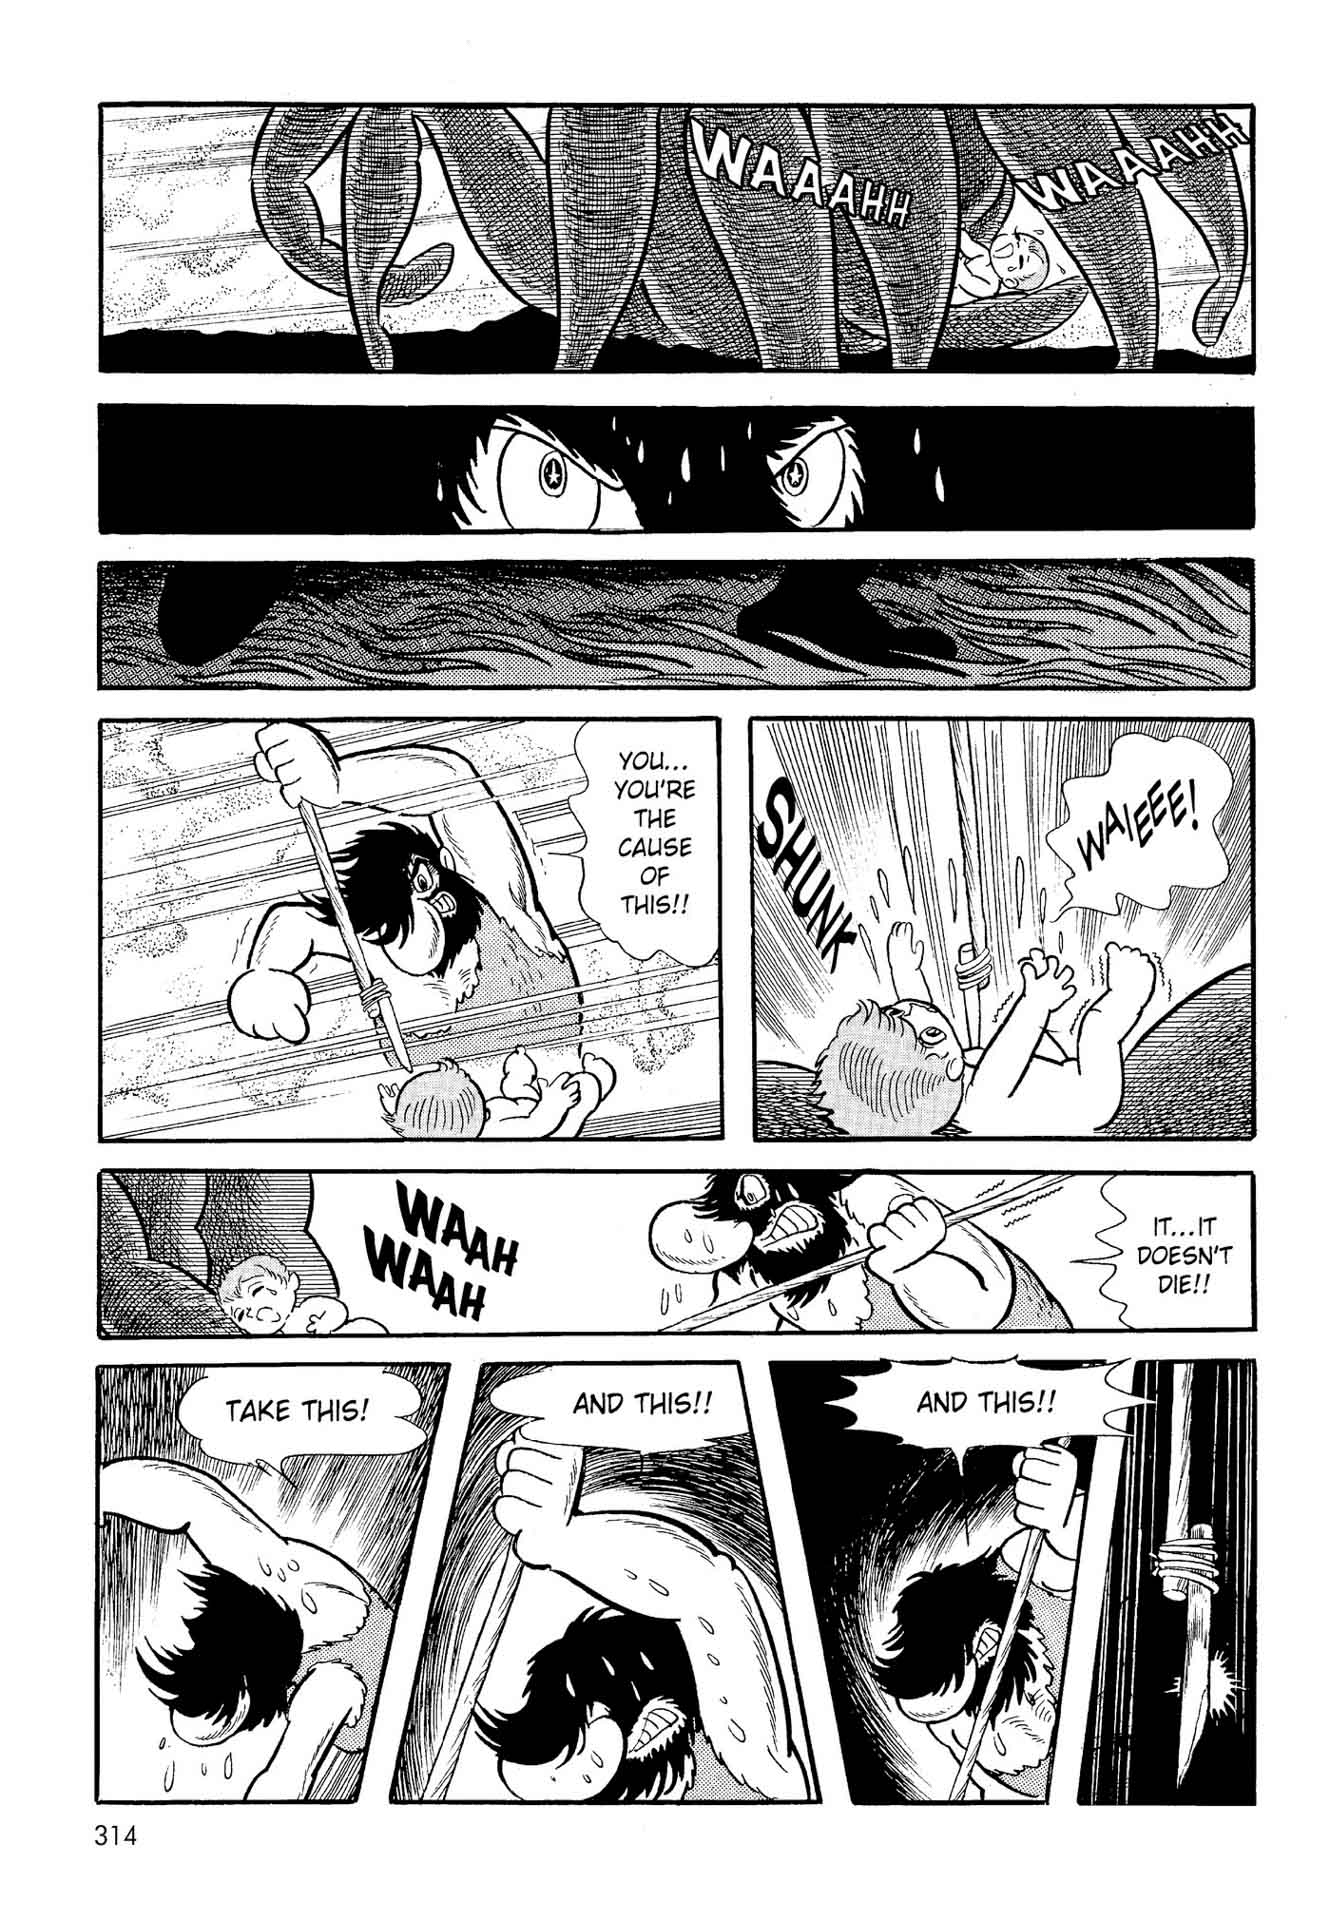 WAAAHH
WAAAHH
YOU...
YOU'RE
THE
CAUSE
OF
THIS!!
SHUNK
WAIEEE!
WAAH
WAAH
IT...IT
DOESN'T
DIE!!
TAKE THIS!
AND THIS!!
AND THIS!!
314